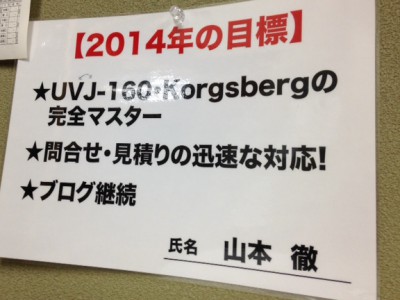 【2014年の目標】
★UVJ-160・Korgsbergの
完全マスター
★問合せ・見積りの迅速な対応！
★ブログ継続
氏名 山本 徹